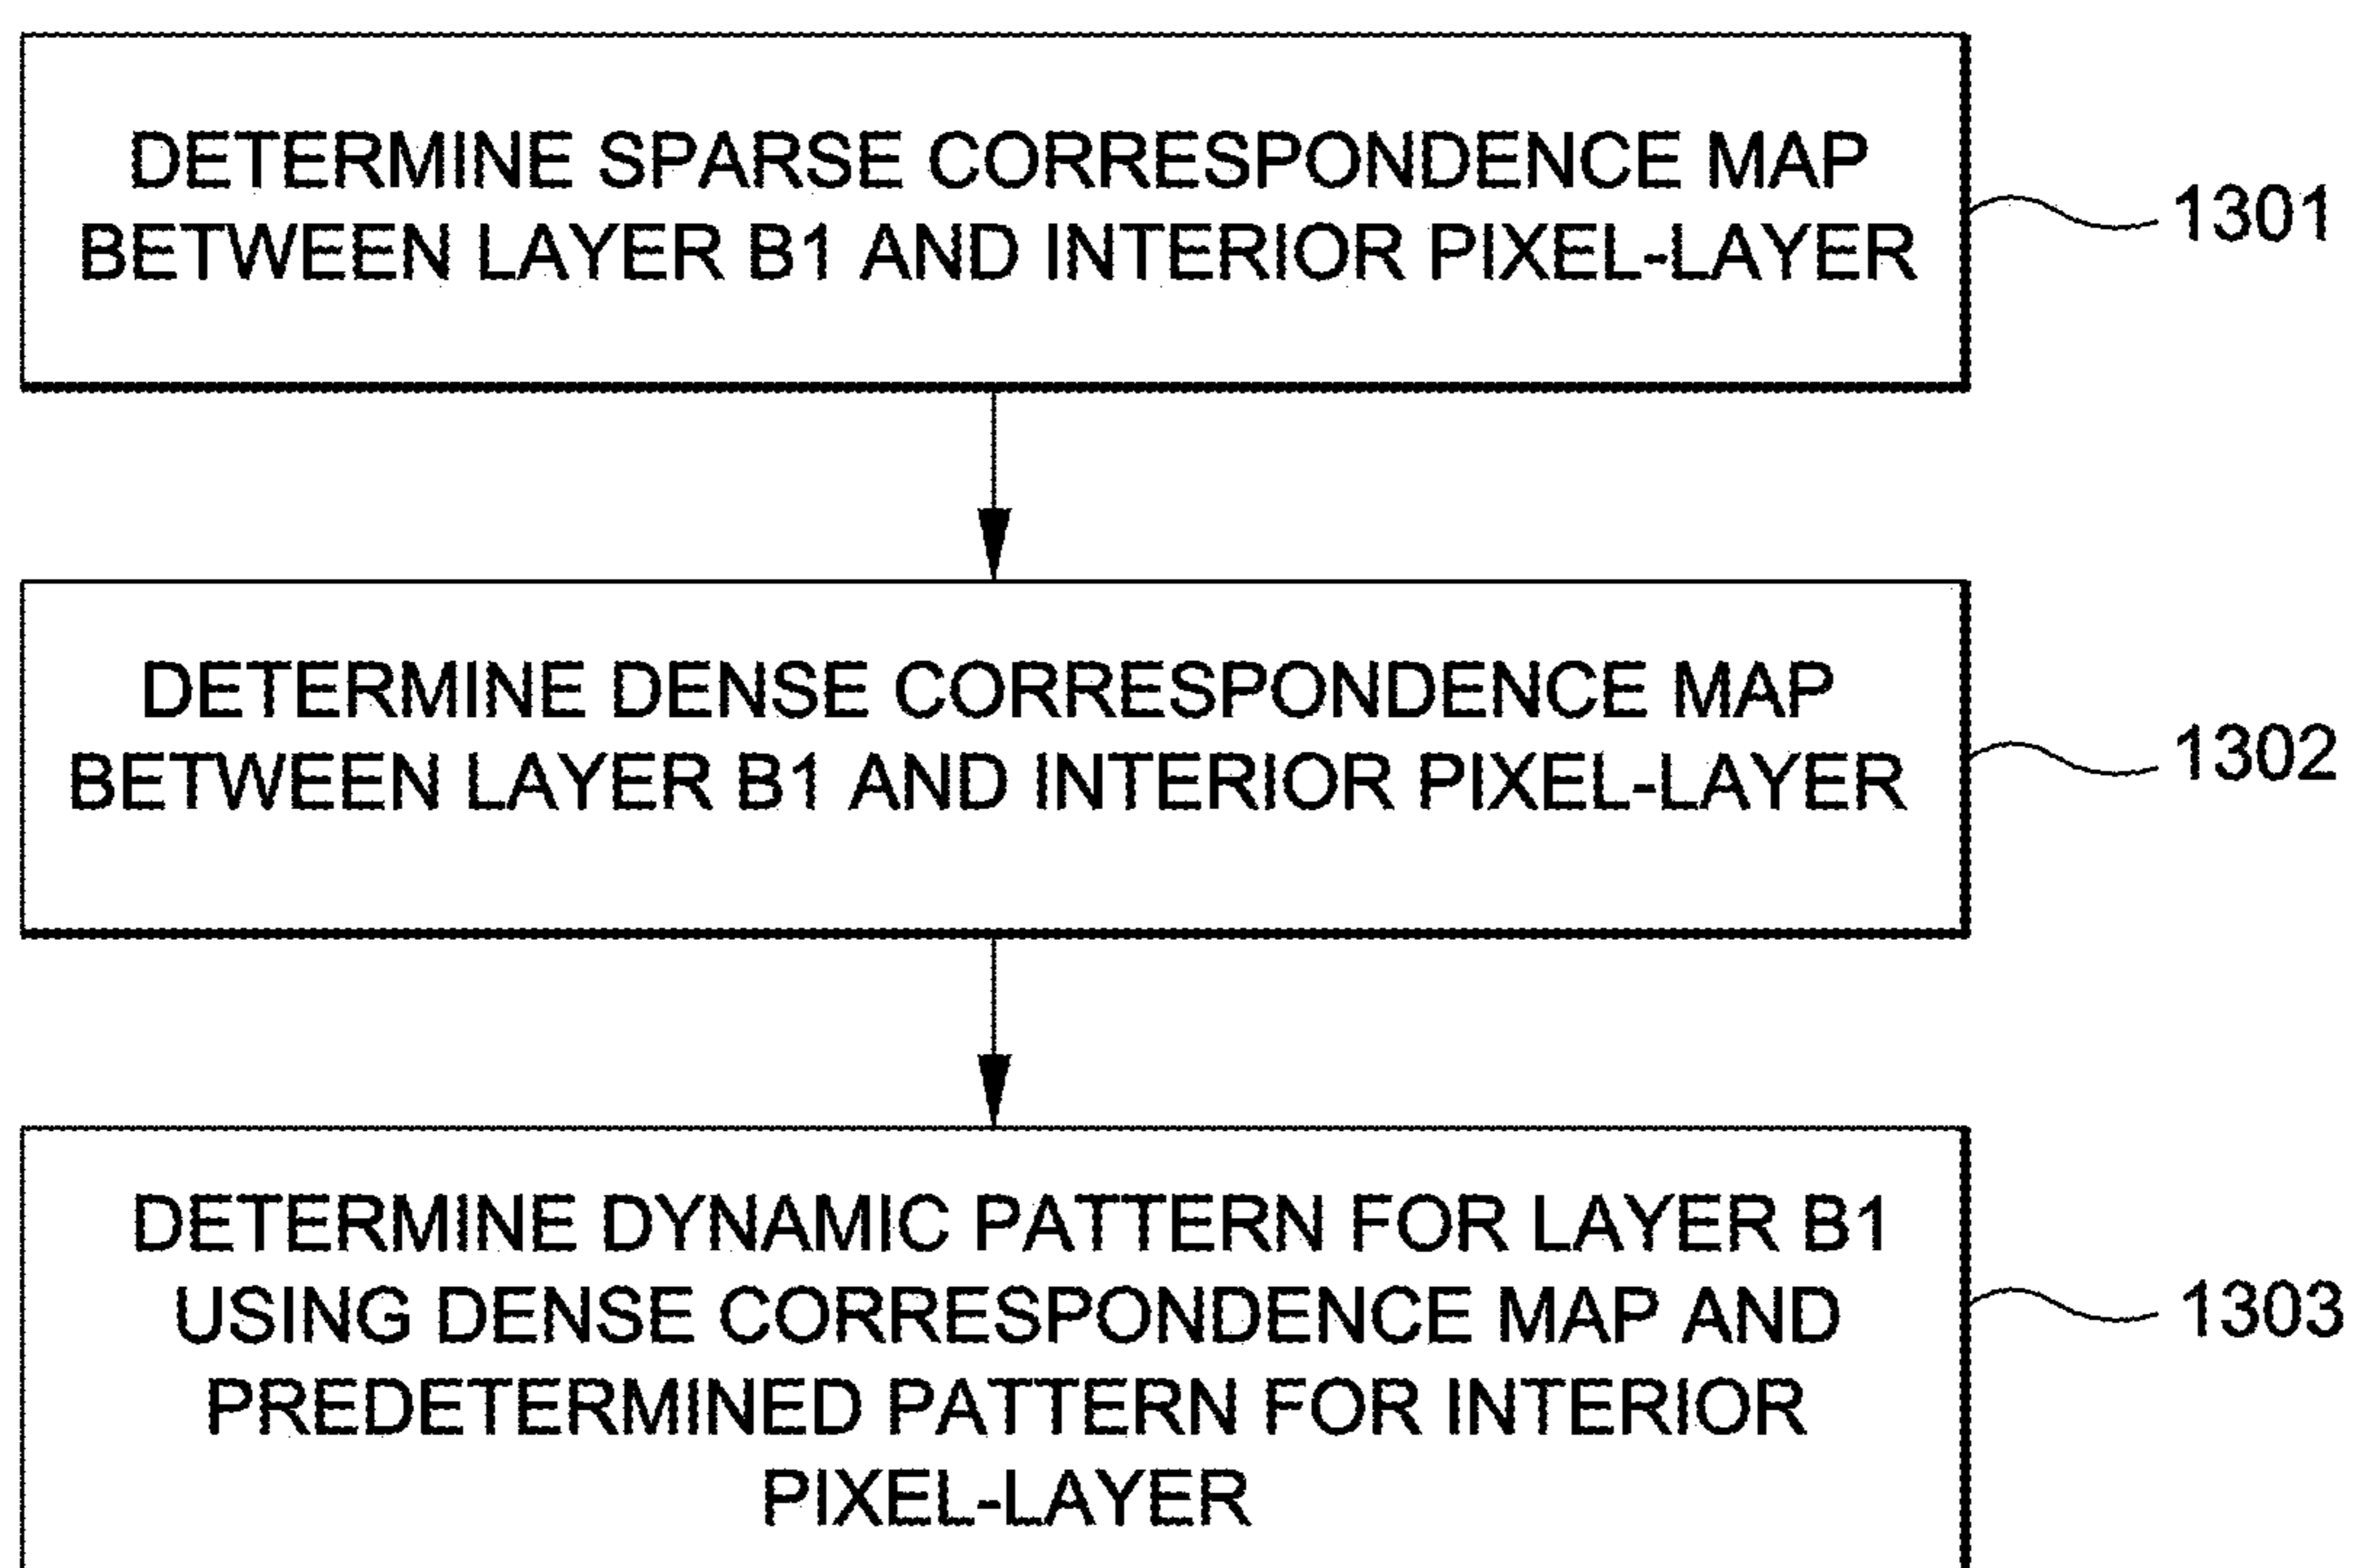 DETERMINE SPARSE CORRESPONDENCE MAP
BETWEEN LAYER B1 AND INTERIOR PIXEL-LAYER
1301
DETERMINE DENSE CORRESPONDENCE MAP
BETWEEN LAYER B1 AND INTERIOR PIXEL-LAYER
1302
DETERMINE DYNAMIC PATTERN FOR LAYER B1
USING DENSE CORRESPONDENCE MAP AND
PREDETERMINED PATTERN FOR INTERIOR
PIXEL-LAYER
1303